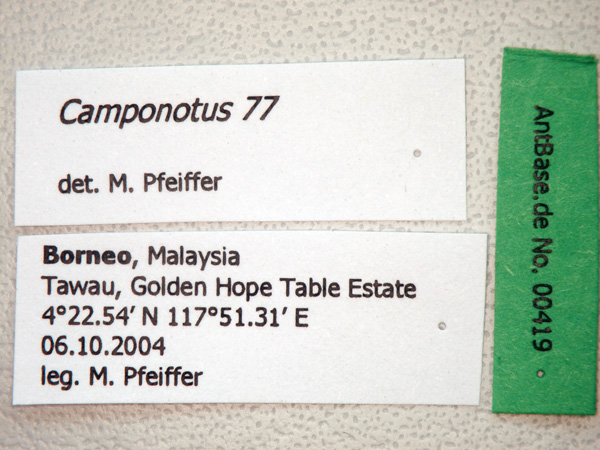 Camponotus 77
det. M. Pfeiffer
Borneo, Malaysia
Tawau, Golden Hope Table Estate
4°22.54' N 117°51.31' E
06.10.2004
leg. M. Pfeiffer
AntBase.de No. 00419